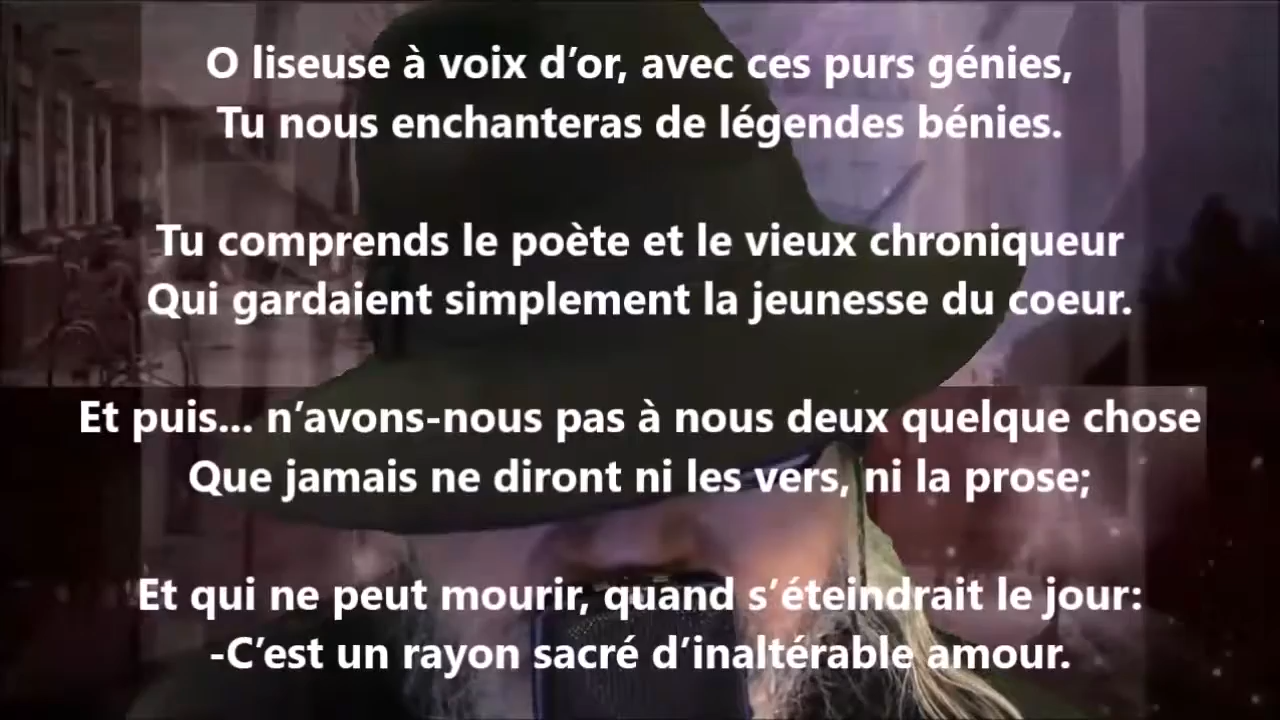 O liseuse à voix d’or, avec ces purs génies,
Tu nous enchanteras de légendes bénies.
Tu comprends le poète et le vieux chroniqueur
Qui gardaient simplement la jeunesse du coeur.
Et puis... n’avons-nous pas à nous deux quelque chose
Que jamais ne diront ni les vers, ni la prose;
Et qui ne peut mourir, quand s’éteindrait le jour:
-C’est un rayon sacré d’inaltérable amour.